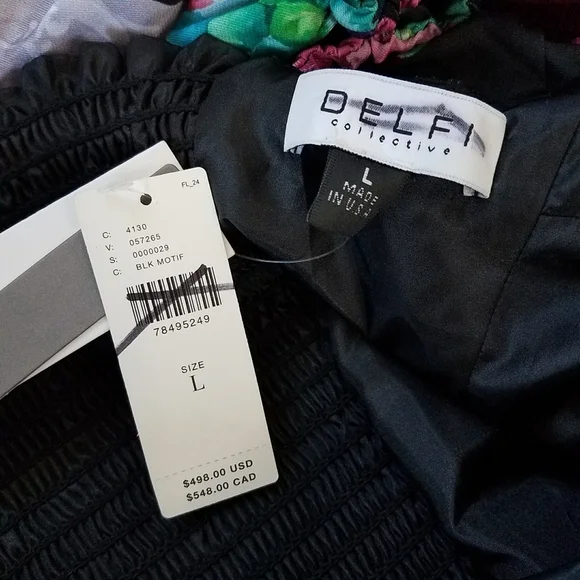 DELFI
collective
L
MADE
IN USA
FL_24
C: 4130
V: 057265
S: 0000029
C: BLK MOTIF
78495249
SIZE
L
$498.00 USD
$548.00 CAD